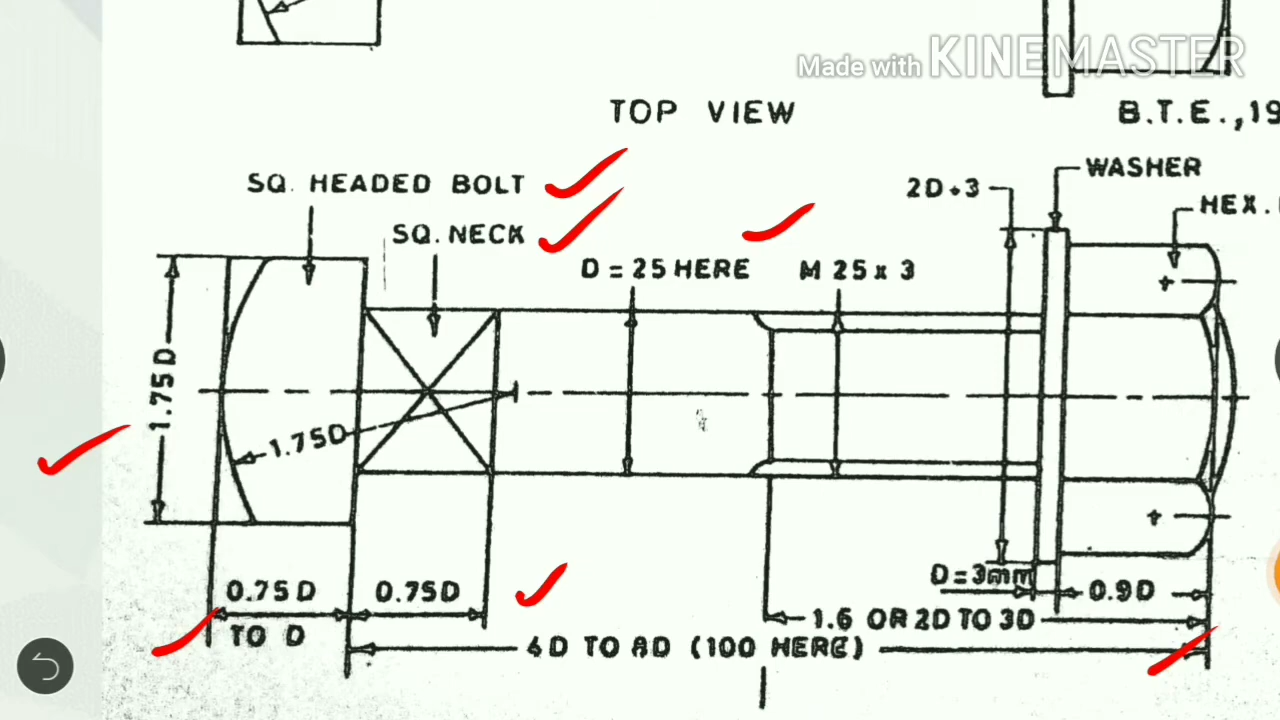 Made with KINEMASTER
TOP VIEW
B.T.E.,19
WASHER
SQ. HEADED BOLT
2D+3
HEX.
SQ. NECK
D = 25 HERE
M 25 x 3
1.75D
1.75D
D=3mm
0.75D
0.75D
0.9D
TO D
1.6 OR 2D TO 3D
4D TO 8D (100 HERE)